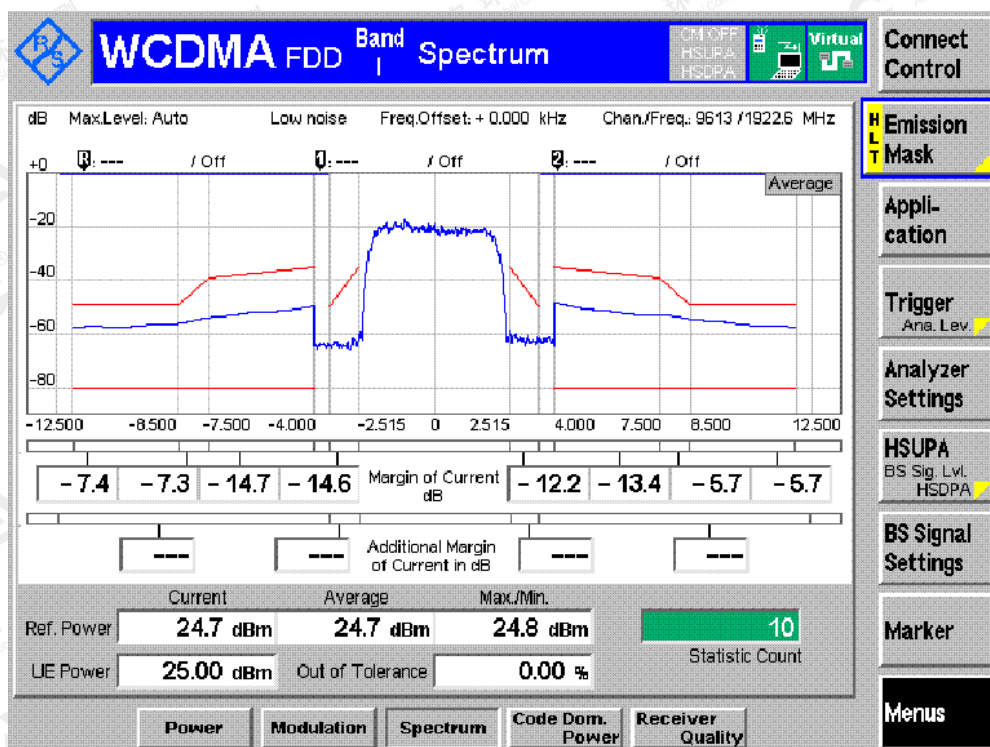 R&S
WCDMA FDD Band I Spectrum
CM OFF
HSUPA
HSDPA
Virtual
Connect Control
dB Max.Level: Auto Low noise Freq.Offset: + 0.000 kHz Chan./Freq.: 9613 /1922.6 MHz
HLT
Emission Mask
+0 R: --- / Off 1: --- / Off 2: --- / Off
Average
Appli-
cation
-20
-40
-60
-80
Trigger
Ana. Lev.
Analyzer Settings
-12.500 -8.500 -7.500 -4.000 -2.515 0 2.515 4.000 7.500 8.500 12.500
HSUPA
BS Sig. Lvl.
HSDPA
- 7.4 - 7.3 - 14.7 - 14.6 Margin of Current dB - 12.2 - 13.4 - 5.7 - 5.7
--- --- Additional Margin of Current in dB --- ---
BS Signal Settings
Current Average Max./Min.
Ref. Power 24.7 dBm 24.7 dBm 24.8 dBm 10
Statistic Count
Marker
UE Power 25.00 dBm Out of Tolerance 0.00 %
Menus
Power Modulation Spectrum Code Dom. Power Receiver Quality